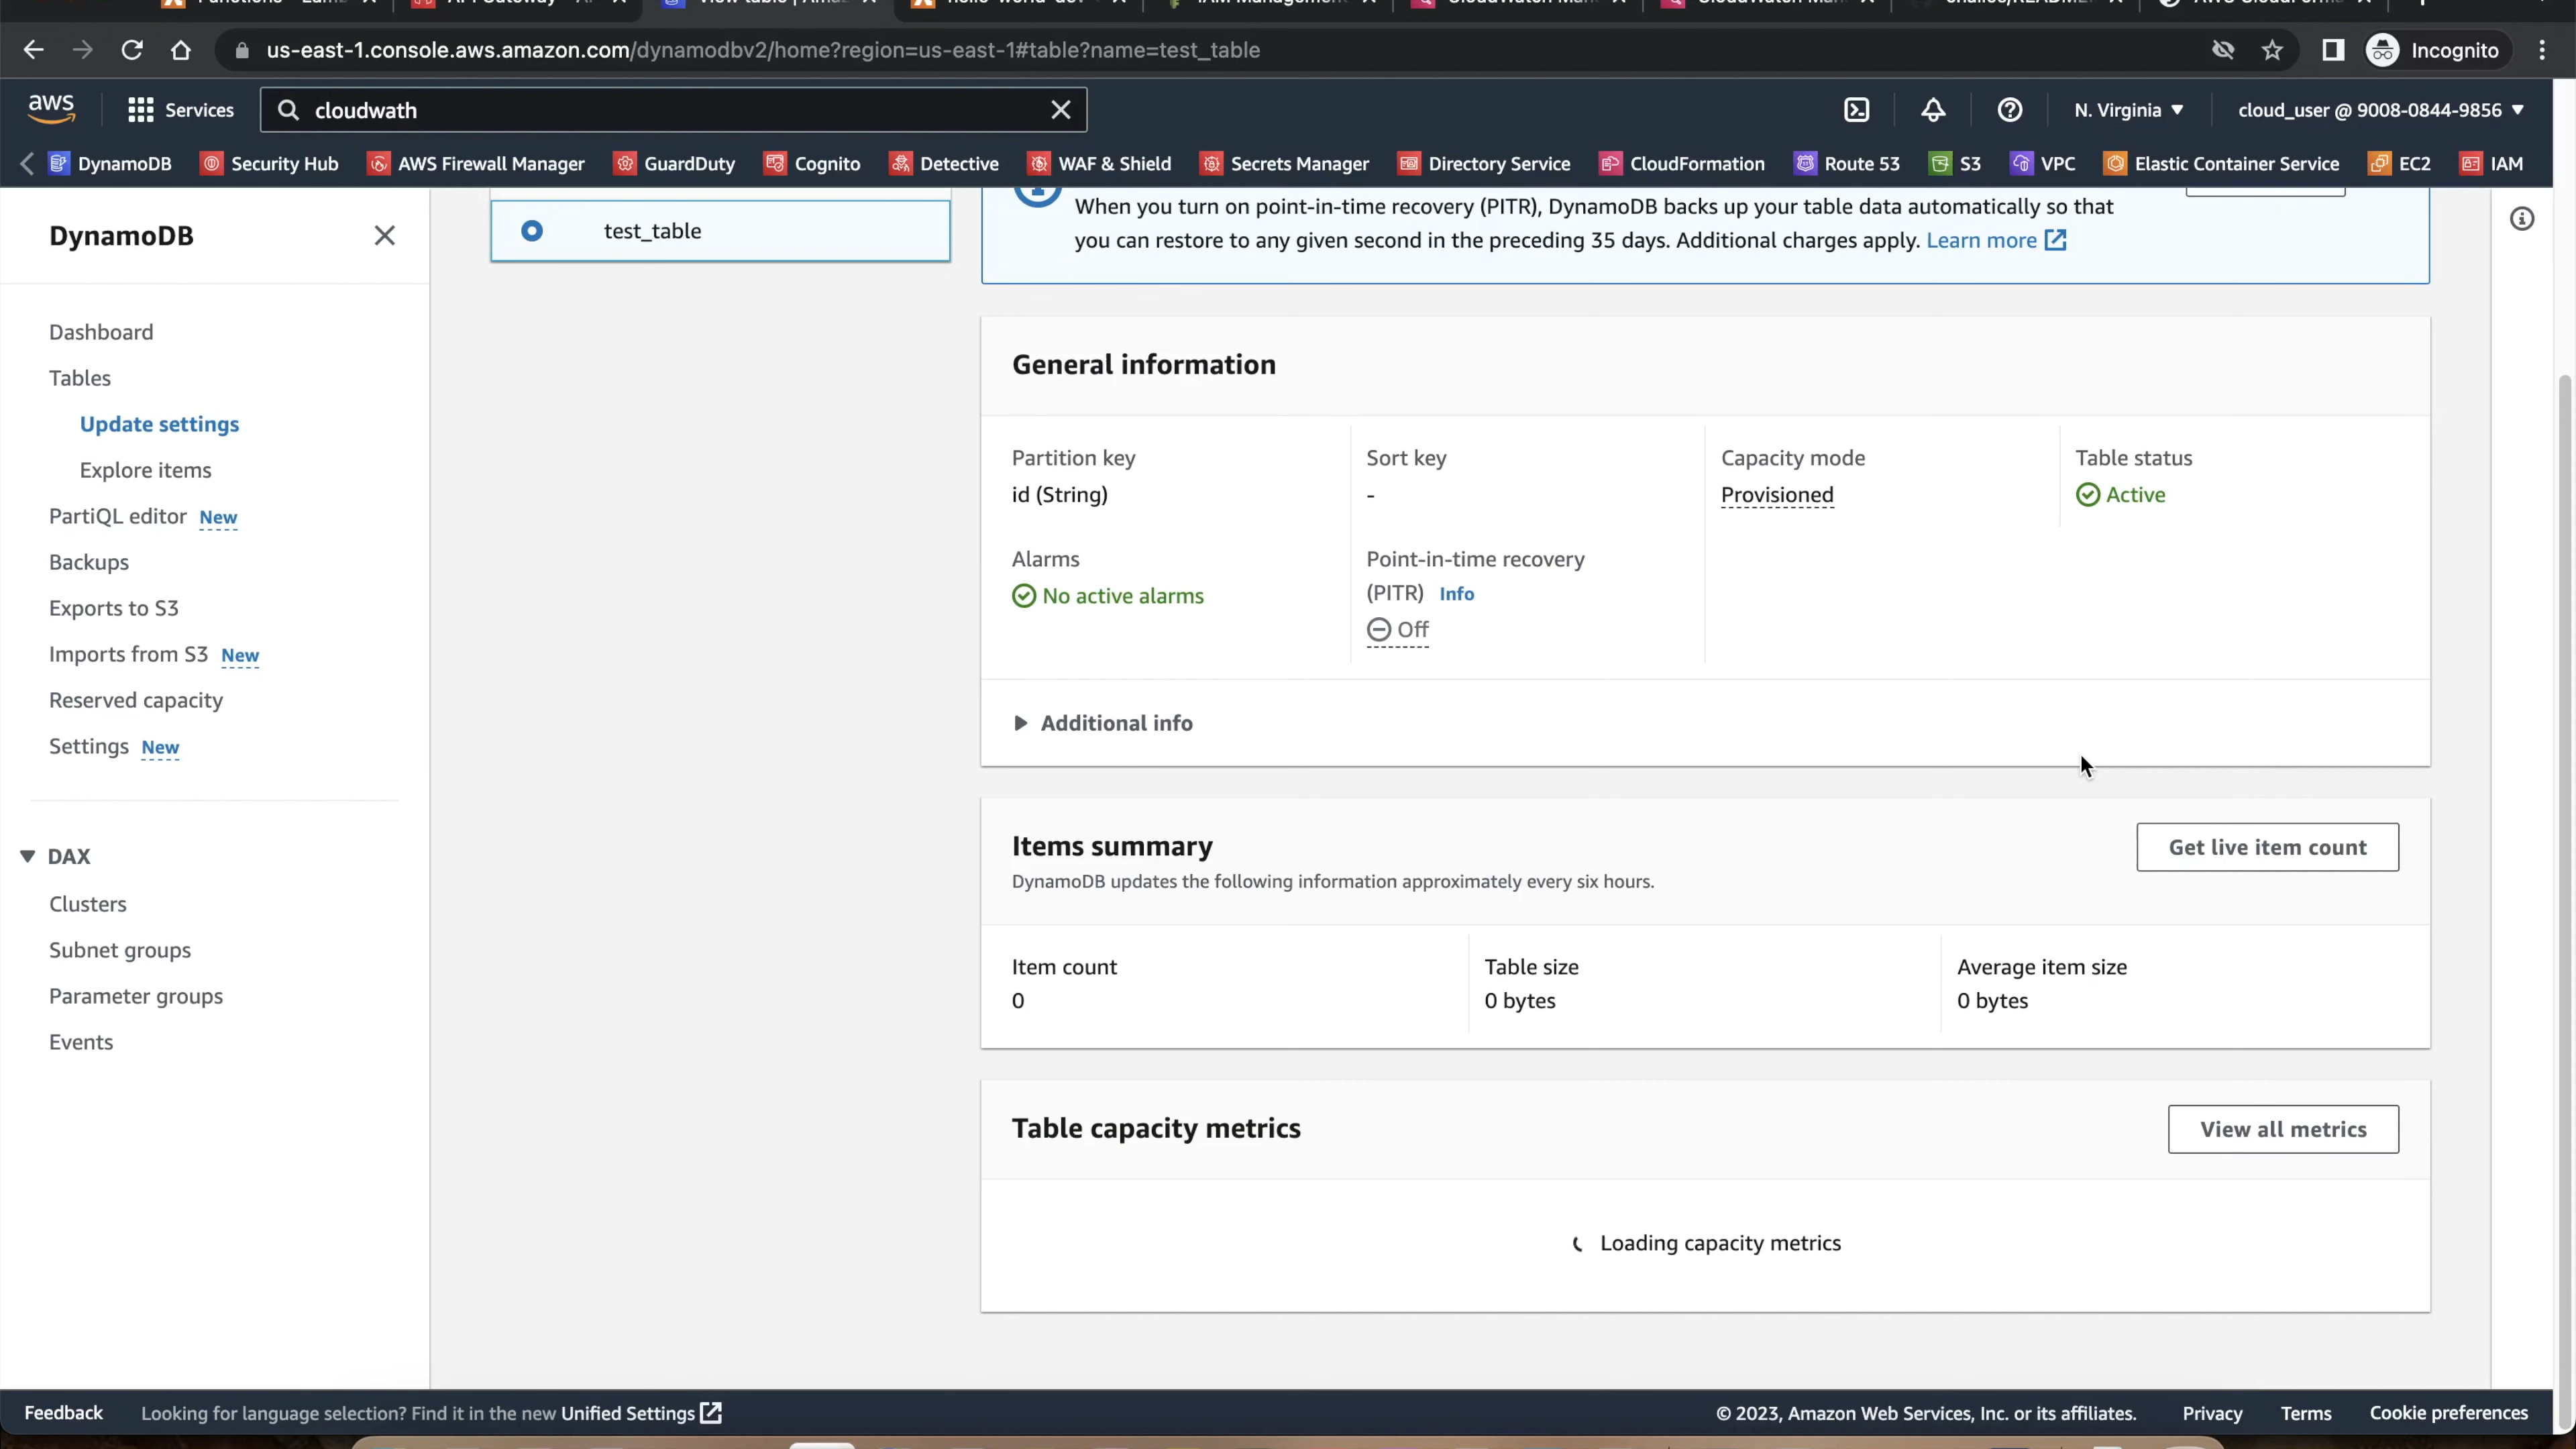 us-east-1.console.aws.amazon.com/dynamodbv2/home?region=us-east-1#table?name=test_table
Incognito
aws
Services
cloudwath
N. Virginia
cloud_user @ 9008-0844-9856
DynamoDB
Security Hub
AWS Firewall Manager
GuardDuty
Cognito
Detective
WAF & Shield
Secrets Manager
Directory Service
CloudFormation
Route 53
S3
VPC
Elastic Container Service
EC2
IAM
DynamoDB
Dashboard
Tables
Update settings
Explore items
PartiQL editor New
Backups
Exports to S3
Imports from S3 New
Reserved capacity
Settings New
DAX
Clusters
Subnet groups
Parameter groups
Events
test_table
When you turn on point-in-time recovery (PITR), DynamoDB backs up your table data automatically so that
you can restore to any given second in the preceding 35 days. Additional charges apply. Learn more
General information
Partition key
id (String)
Sort key
-
Capacity mode
Provisioned
Table status
Active
Alarms
No active alarms
Point-in-time recovery
(PITR) Info
Off
Additional info
Items summary
Get live item count
DynamoDB updates the following information approximately every six hours.
Item count
0
Table size
0 bytes
Average item size
0 bytes
Table capacity metrics
View all metrics
Loading capacity metrics
Feedback
Looking for language selection? Find it in the new Unified Settings
© 2023, Amazon Web Services, Inc. or its affiliates.
Privacy
Terms
Cookie preferences